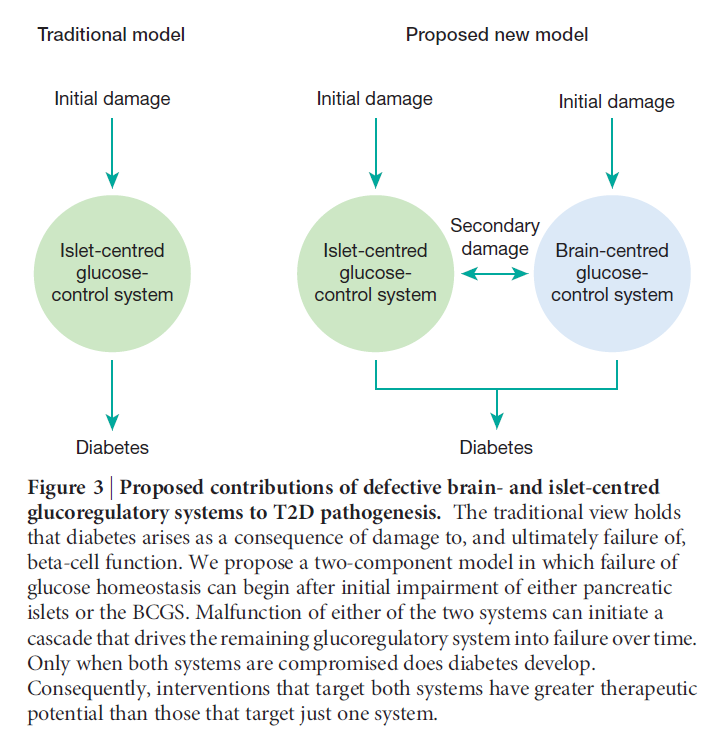 Traditional model
Proposed new model
Initial damage
Initial damage
Initial damage
Islet-centred
glucose-
control system
Islet-centred
glucose-
control system
Secondary
damage
Brain-centred
glucose-
control system
Diabetes
Diabetes
Figure 3 | Proposed contributions of defective brain- and islet-centred
glucoregulatory systems to T2D pathogenesis. The traditional view holds
that diabetes arises as a consequence of damage to, and ultimately failure of,
beta-cell function. We propose a two-component model in which failure of
glucose homeostasis can begin after initial impairment of either pancreatic
islets or the BCGS. Malfunction of either of the two systems can initiate a
cascade that drives the remaining glucoregulatory system into failure over time.
Only when both systems are compromised does diabetes develop.
Consequently, interventions that target both systems have greater therapeutic
potential than those that target just one system.